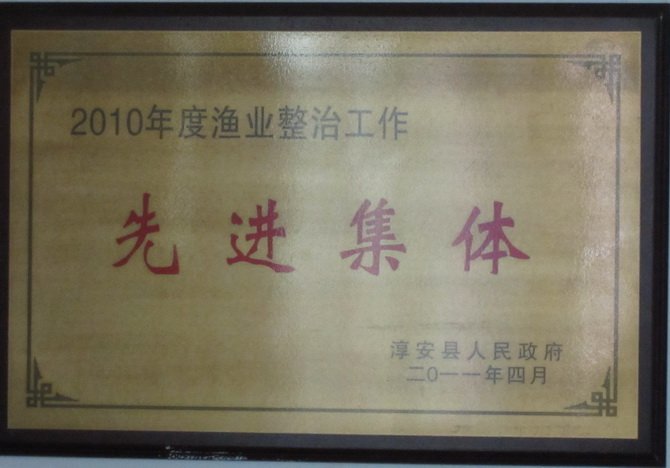 2010年度渔业整治工作
先进集体
淳安县人民政府
二0一一年四月